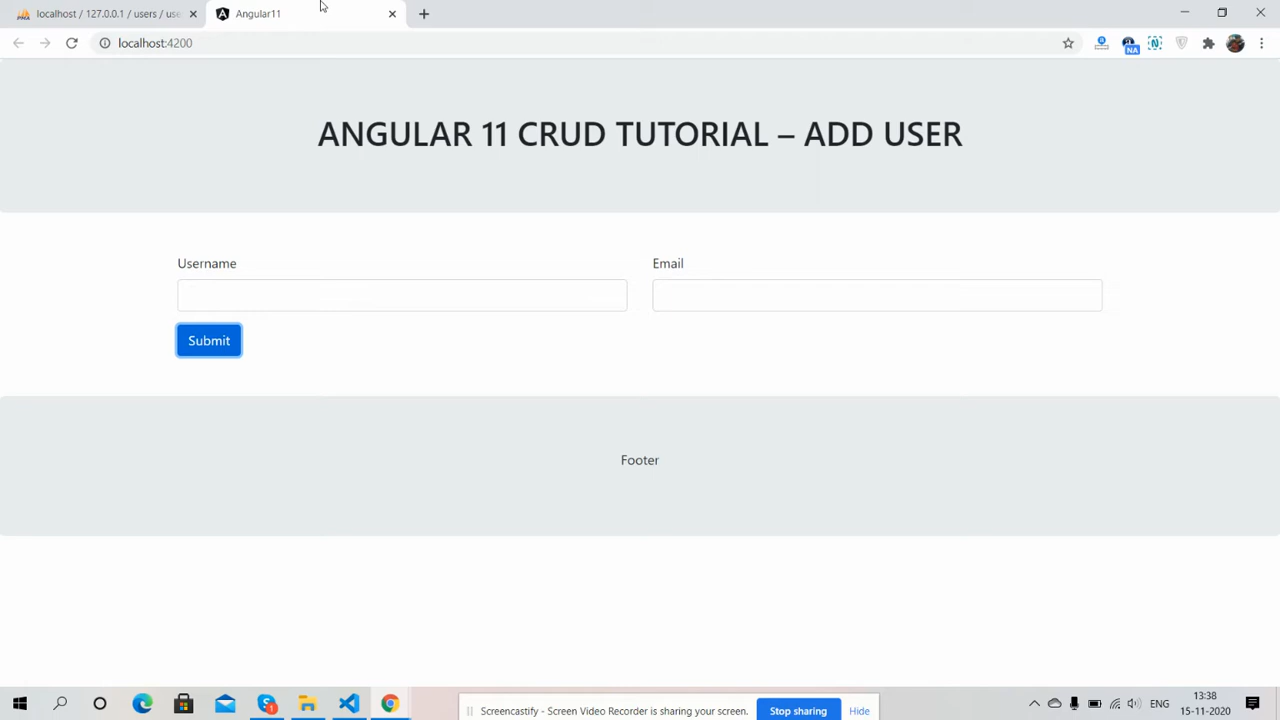 localhost / 127.0.0.1 / users / use
Angular11
localhost:4200
NA
ANGULAR 11 CRUD TUTORIAL – ADD USER
Username
Email
Submit
Footer
Screencastify - Screen Video Recorder is sharing your screen.
Stop sharing
Hide
ENG
13:38
15-11-2020